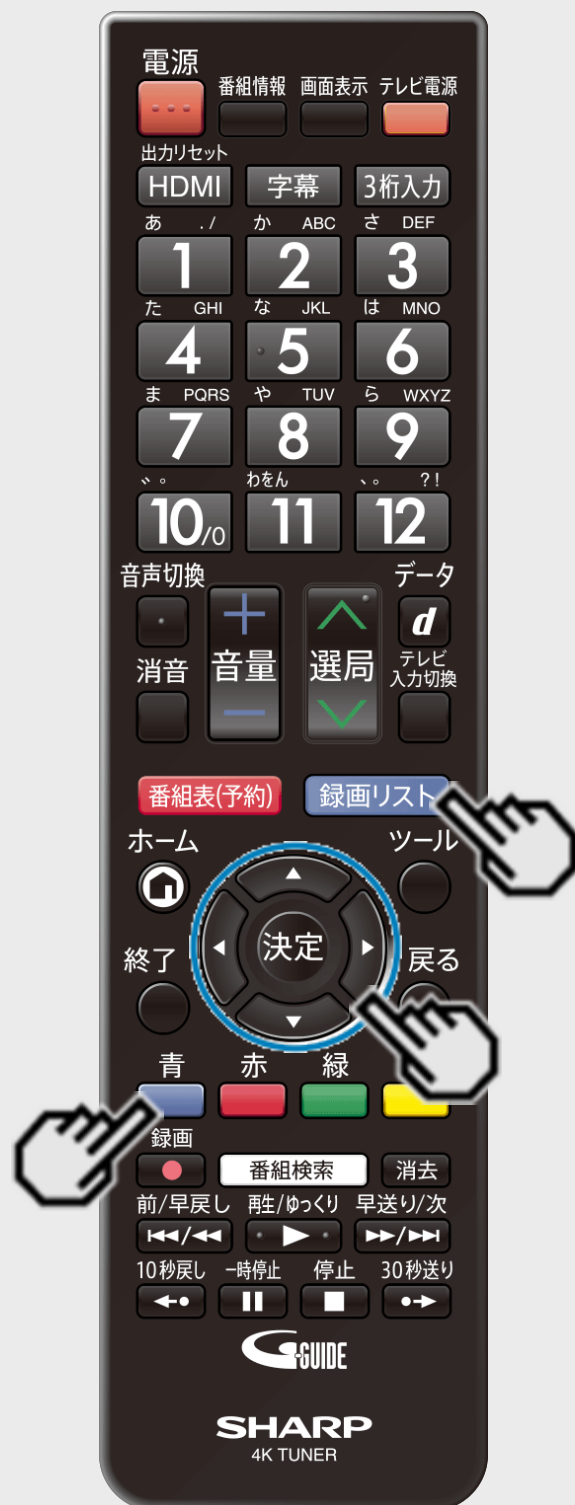 電源
番組情報 画面表示 テレビ電源
出力リセット
HDMI 字幕 3桁入力
あ ./ か ABC さ DEF
1 2 3
た GHI な JKL は MNO
4 5 6
ま PQRS や TUV ら WXYZ
7 8 9
゛゜ わをん 、。 ?!
10/0 11 12
音声切換 データ
+ d
消音 音量 選局 テレビ
入力切換
番組表(予約) 録画リスト
ホーム ツール
決定
終了 戻る
青 赤 緑
録画
番組検索 消去
前/早戻し 再生/ゆっくり 早送り/次
10秒戻し 一時停止 停止 30秒送り
G-GUIDE
SHARP
4K TUNER